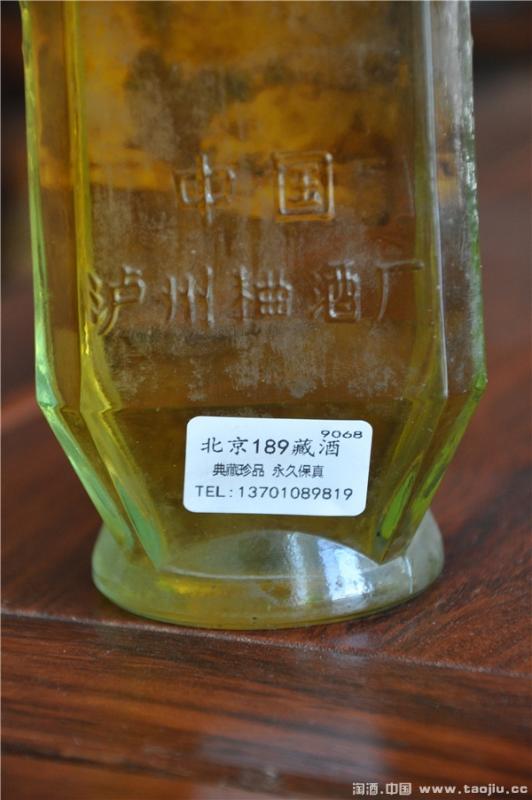 中国
泸州曲酒厂
9068
北京189藏酒
典藏珍品 永久保真
TEL:13701089819
淘酒.中国 www.taojiu.cc